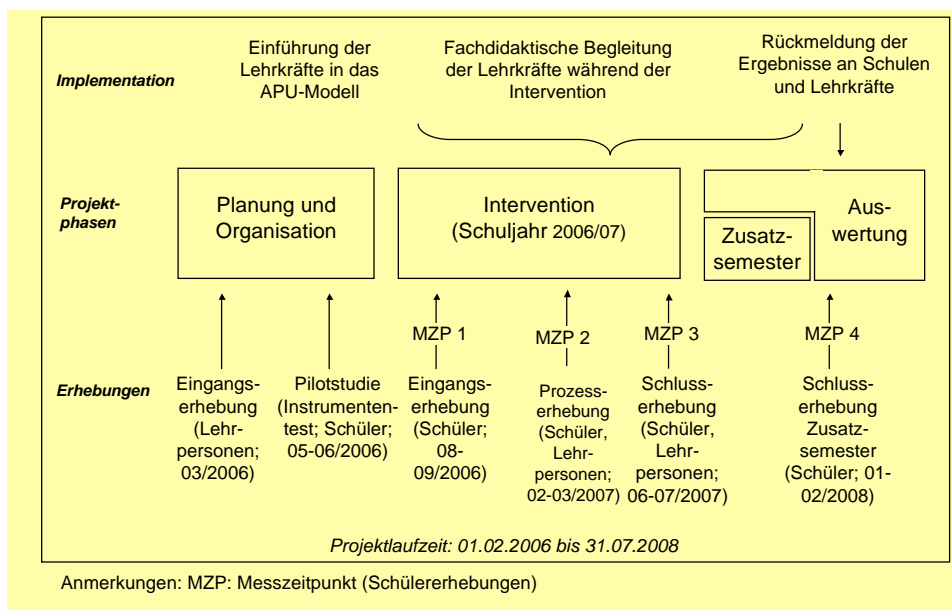 Implementation
Einführung der
Lehrkräfte in das
APU-Modell
Fachdidaktische Begleitung
der Lehrkräfte während der
Intervention
Rückmeldung der
Ergebnisse an Schulen
und Lehrkräfte
Projekt-
phasen
Planung und
Organisation
Intervention
(Schuljahr 2006/07)
Zusatz-
semester
Aus-
wertung
MZP 1
MZP 2
MZP 3
MZP 4
Erhebungen
Eingangs-
erhebung
(Lehr-
personen;
03/2006)
Pilotstudie
(Instrumenten-
test; Schüler;
05-06/2006)
Eingangs-
erhebung
(Schüler;
08-
09/2006)
Prozess-
erhebung
(Schüler,
Lehr-
personen;
02-03/2007)
Schluss-
erhebung
(Schüler,
Lehr-
personen;
06-07/2007)
Schluss-
erhebung
Zusatz-
semester
(Schüler; 01-
02/2008)
Projektlaufzeit: 01.02.2006 bis 31.07.2008
Anmerkungen: MZP: Messzeitpunkt (Schülererhebungen)